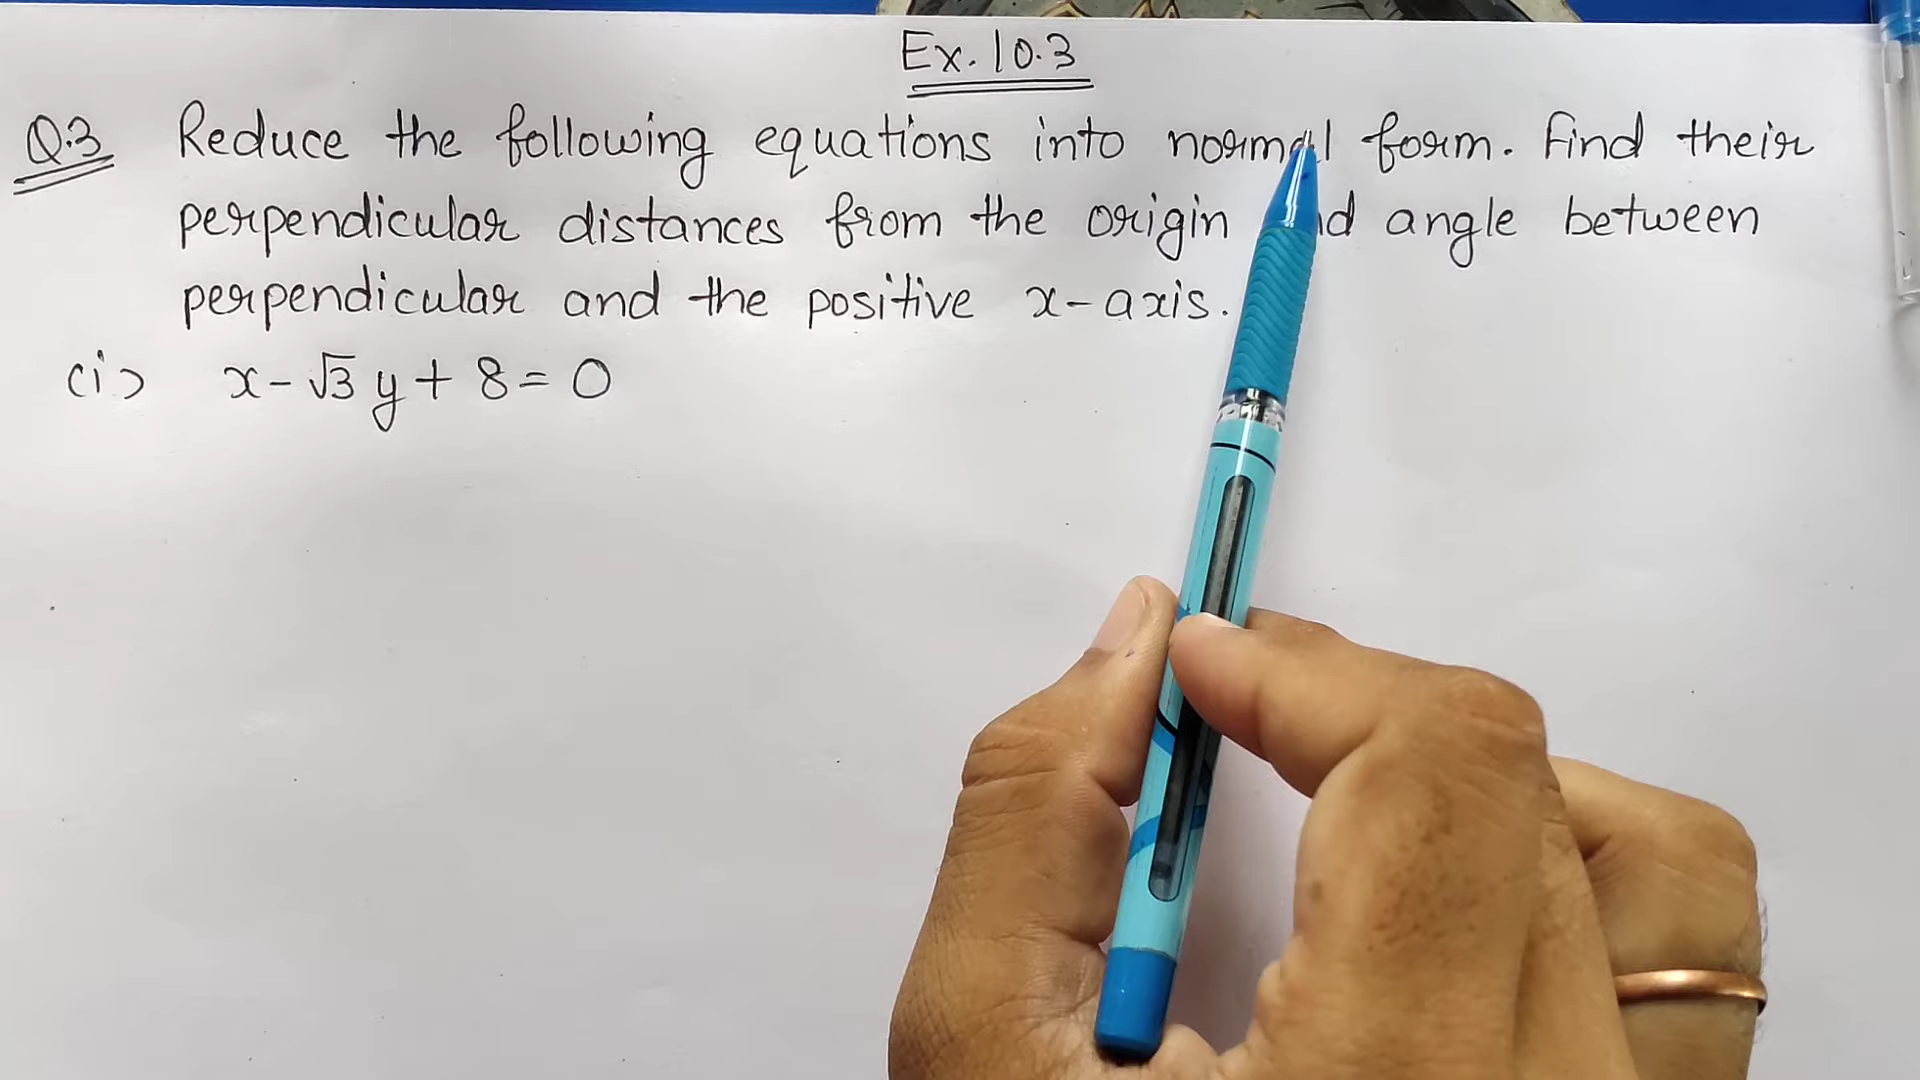 Ex. 10.3
Q.3 Reduce the following equations into normal form. Find their
perpendicular distances from the origin angle between
perpendicular and the positive x-axis.
(i) x - √3 y + 8 = 0